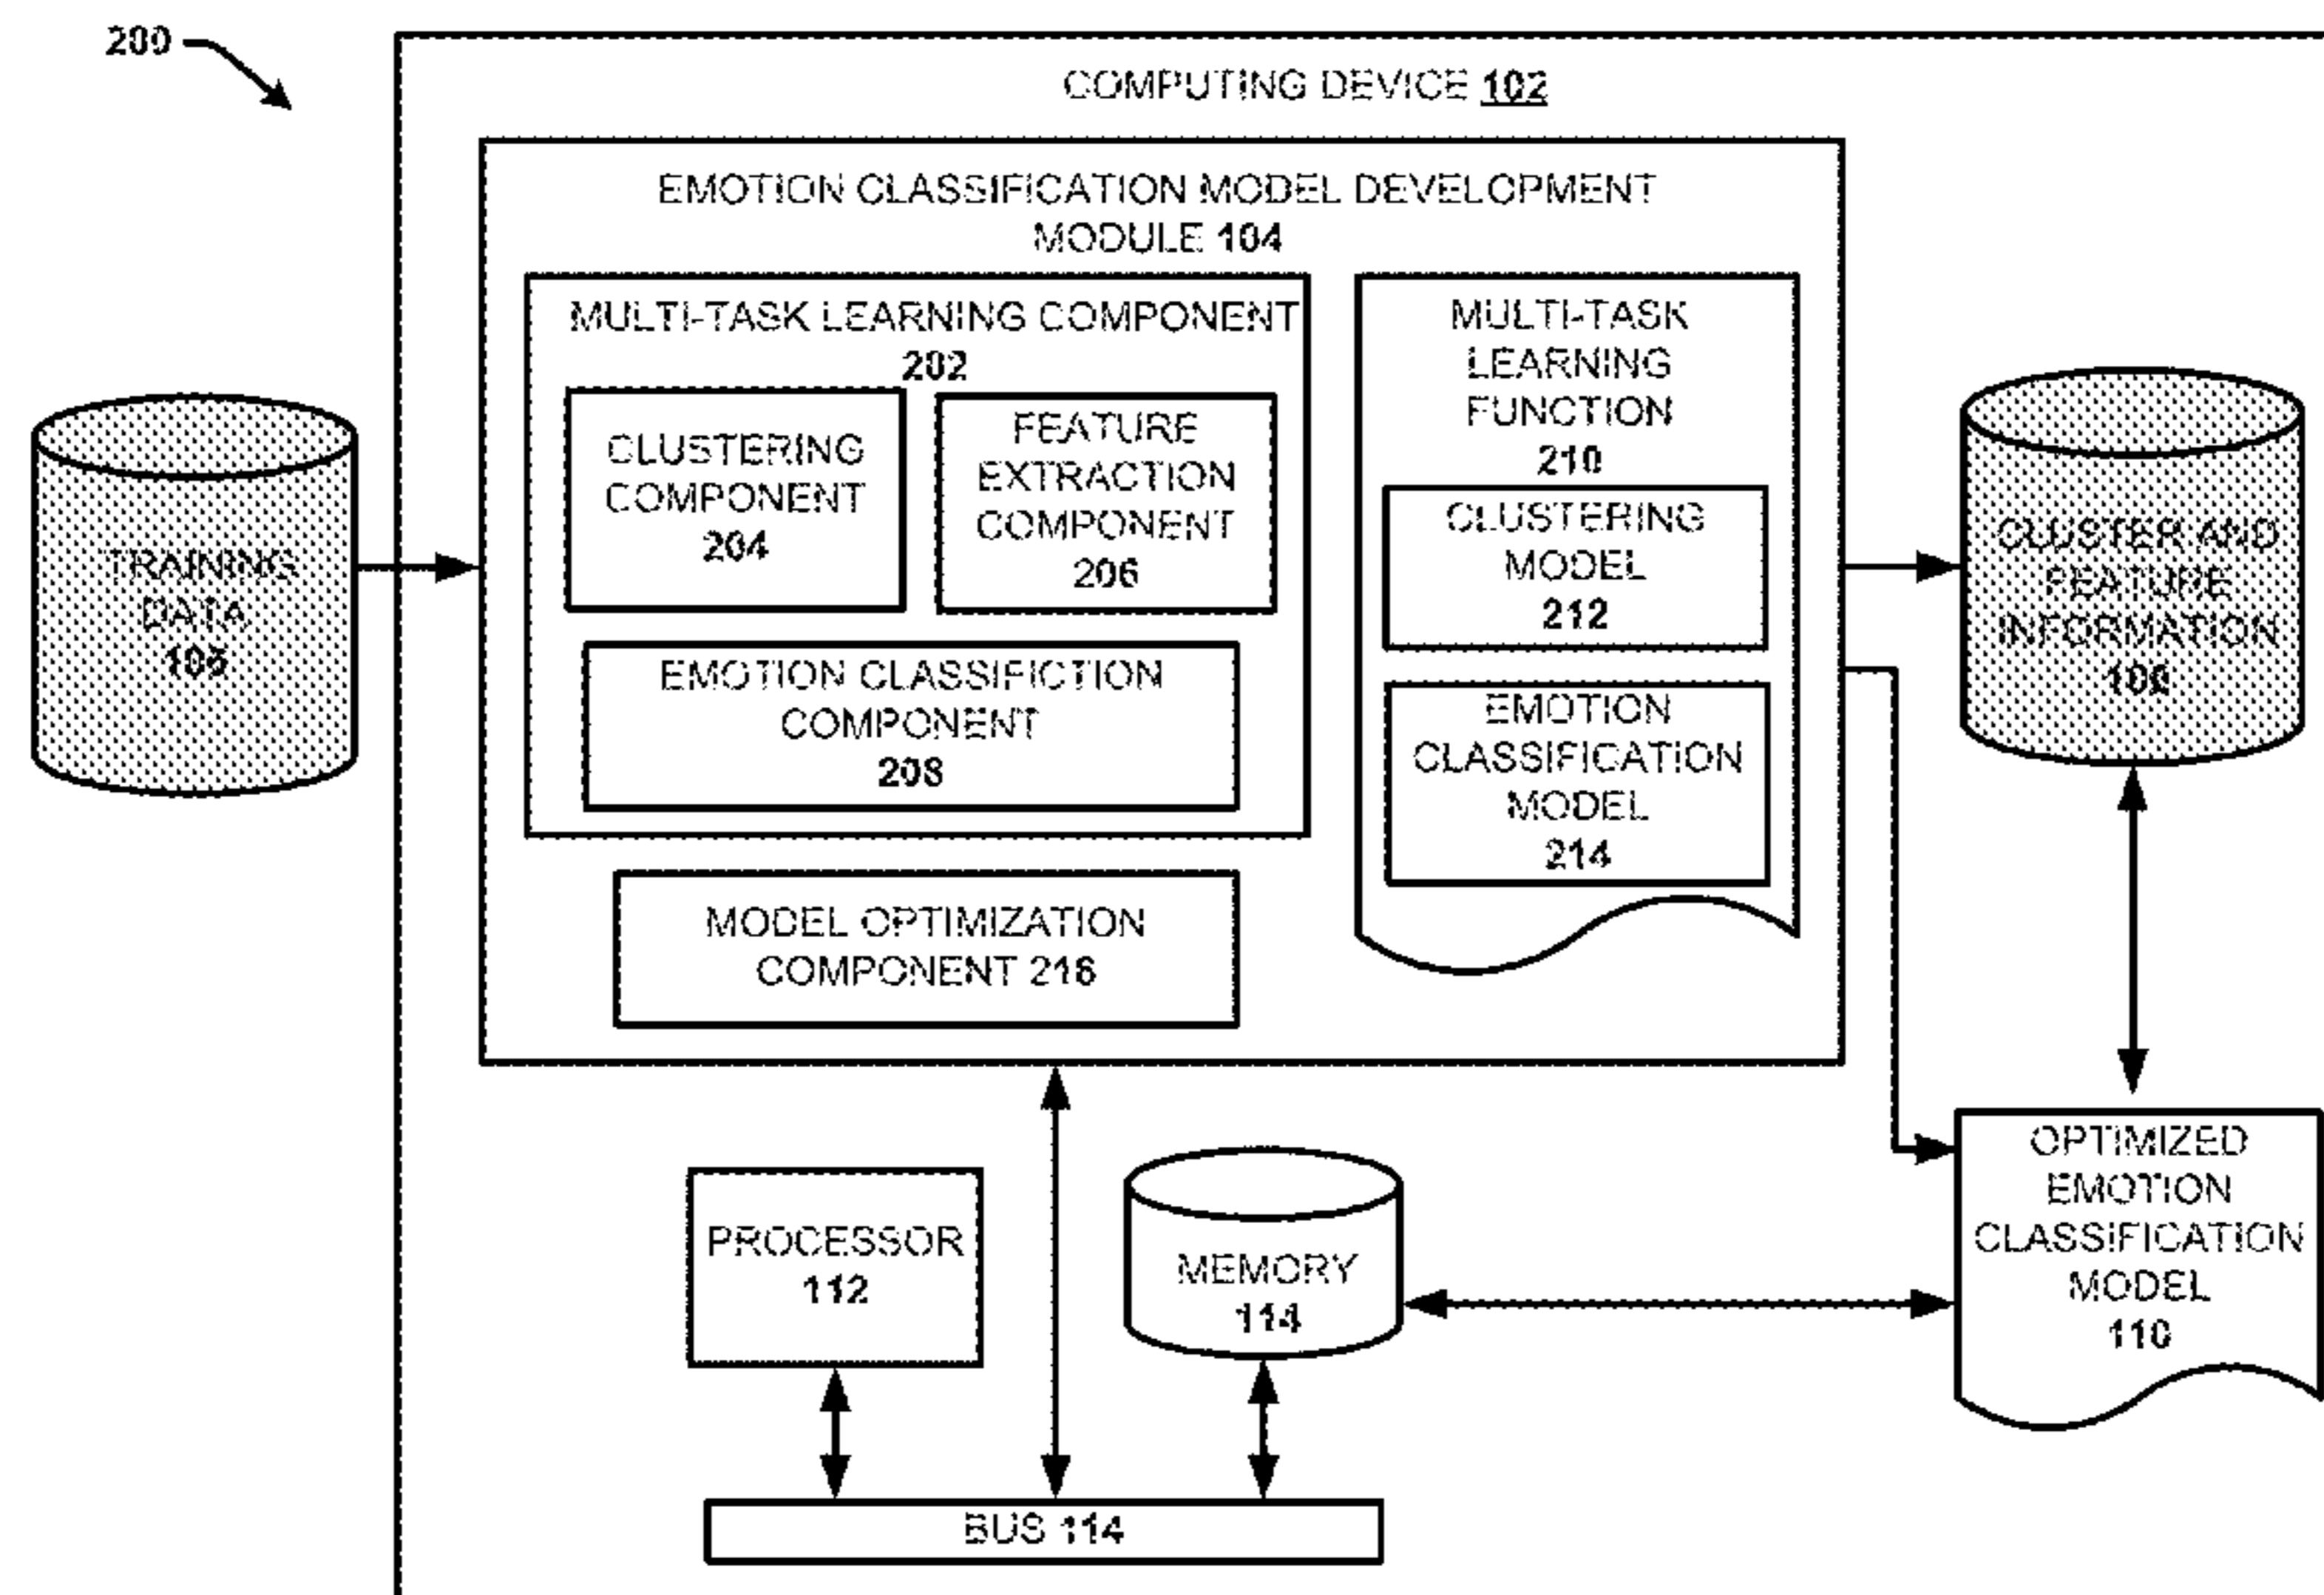 200
COMPUTING DEVICE 102
EMOTION CLASSIFICATION MODEL DEVELOPMENT
MODULE 104
MULTI-TASK LEARNING COMPONENT
202
CLUSTERING
COMPONENT
204
FEATURE
EXTRACTION
COMPONENT
206
EMOTION CLASSIFICTION
COMPONENT
208
MODEL OPTIMIZATION
COMPONENT 216
MULTI-TASK
LEARNING
FUNCTION
210
CLUSTERING
MODEL
212
EMOTION
CLASSIFICATION
MODEL
214
TRAINING
DATA
CLUSTER AND
FEATURE
INFORMATION
PROCESSOR
112
MEMORY
114
BUS 114
OPTIMIZED
EMOTION
CLASSIFICATION
MODEL
110